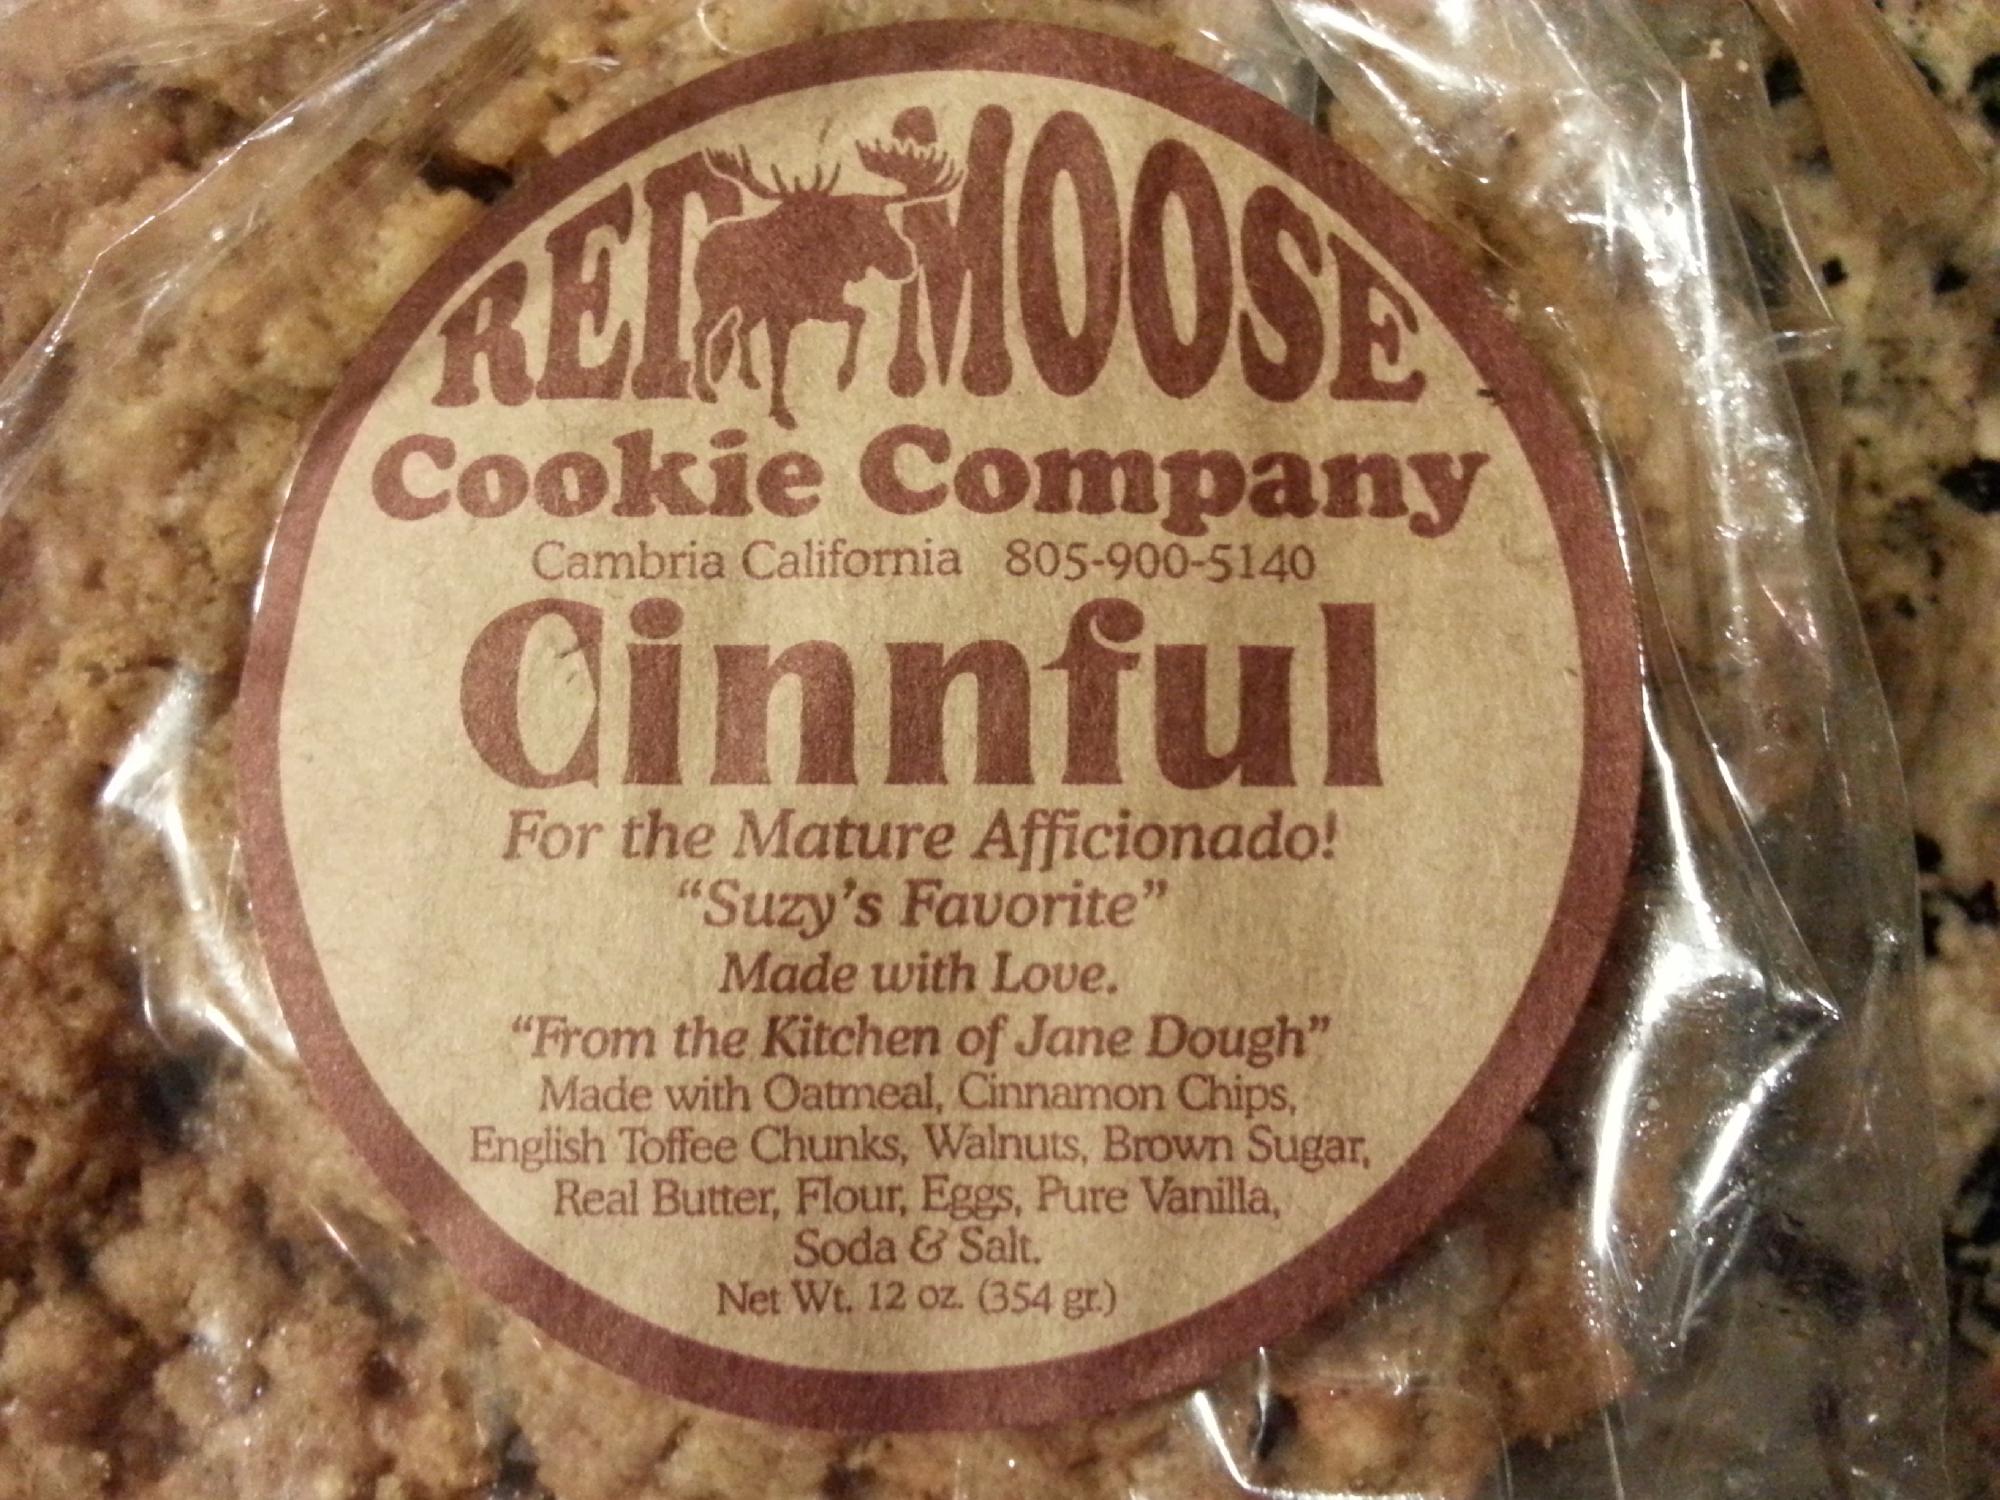 RED MOOSE
Cookie Company
Cambria California 805-900-5140
Cinnful
For the Mature Afficionado!
“Suzy’s Favorite”
Made with Love.
“From the Kitchen of Jane Dough”
Made with Oatmeal, Cinnamon Chips,
English Toffee Chunks, Walnuts, Brown Sugar,
Real Butter, Flour, Eggs, Pure Vanilla,
Soda & Salt.
Net Wt. 12 oz. (354 gr.)